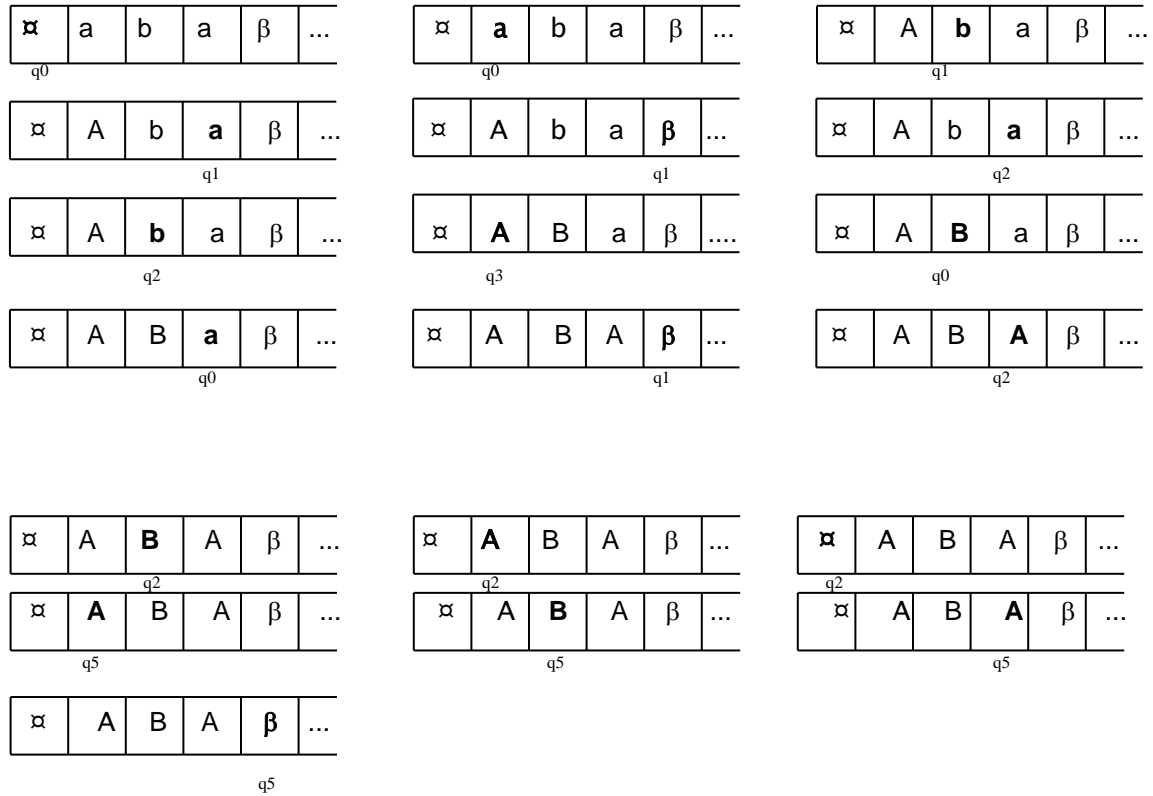 ¤ a b a β ... ¤ a b a β ... ¤ A b a β ...
q0 q0 q1
¤ A b a β ... ¤ A b a β ... ¤ A b a β ...
q1 q1 q2
¤ A b a β ... ¤ A B a β .... ¤ A B a β ...
q2 q3 q0
¤ A B a β ... ¤ A B A β ... ¤ A B A β ...
q0 q1 q2
¤ A B A β ... ¤ A B A β ... ¤ A B A β ...
q2 q2 q2
¤ A B A β ... ¤ A B A β ... ¤ A B A β ...
q5 q5 q5
¤ A B A β ...
q5